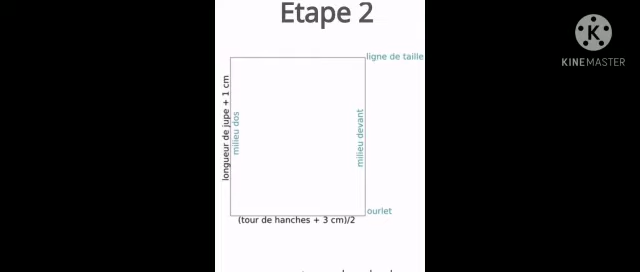 Etape 2
KINEMASTER
ligne de taille
longueur de jupe + 1 cm
milieu dos
milieu devant
ourlet
(tour de hanches + 3 cm)/2